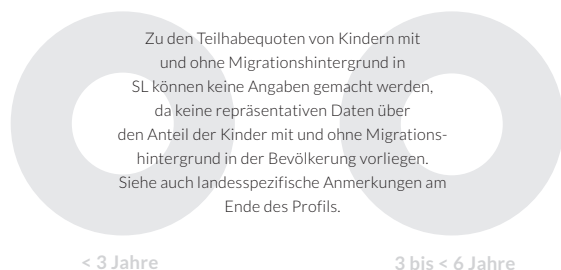 Zu den Teilhabequoten von Kindern mit
und ohne Migrationshintergrund in
SL können keine Angaben gemacht werden,
da keine repräsentativen Daten über
den Anteil der Kinder mit und ohne Migrations-
hintergrund in der Bevölkerung vorliegen.
Siehe auch landesspezifische Anmerkungen am
Ende des Profils.
< 3 Jahre
3 bis < 6 Jahre